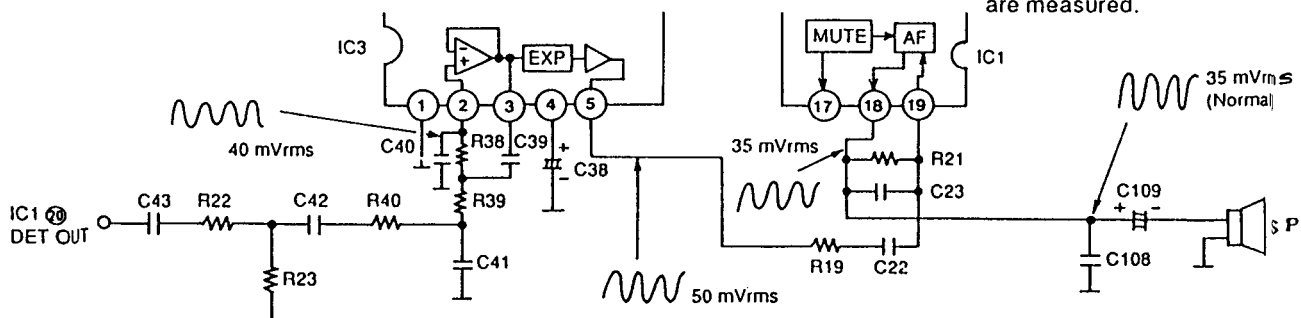 are measured.
IC3
EXP
1
2
3
4
5
MUTE
AF
IC1
17
18
19
35 mVrms
(Normal)
40 mVrms
C40
R38
C39
+
-
C38
35 mVrms
R21
C23
C109
+
-
SP
C108
R39
IC1 20
DET OUT
C43
R22
C42
R40
R23
C41
R19
C22
50 mVrms